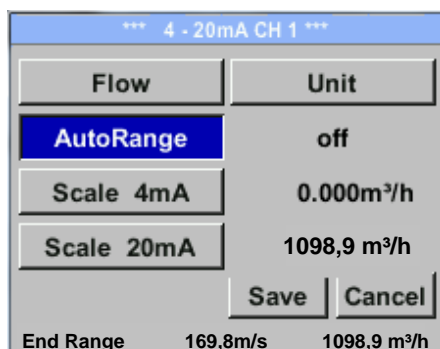 *** 4 - 20mA CH 1 ***
Flow Unit
AutoRange off
Scale 4mA 0.000m³/h
Scale 20mA 1098,9 m³/h
Save Cancel
End Range 169,8m/s 1098,9 m³/h